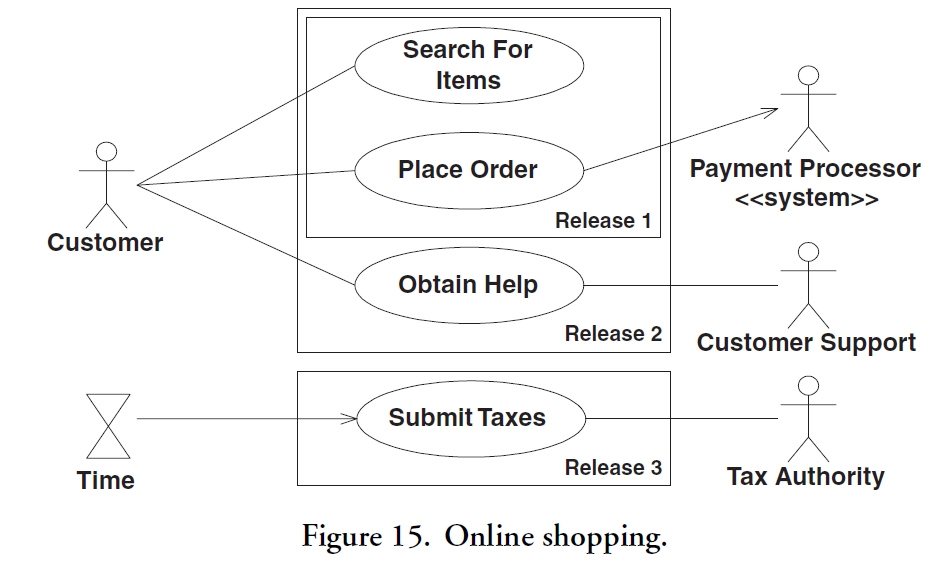 Search For
Items
Place Order
Release 1
Payment Processor
<<system>>
Customer
Obtain Help
Release 2
Customer Support
Submit Taxes
Release 3
Time
Tax Authority
Figure 15. Online shopping.